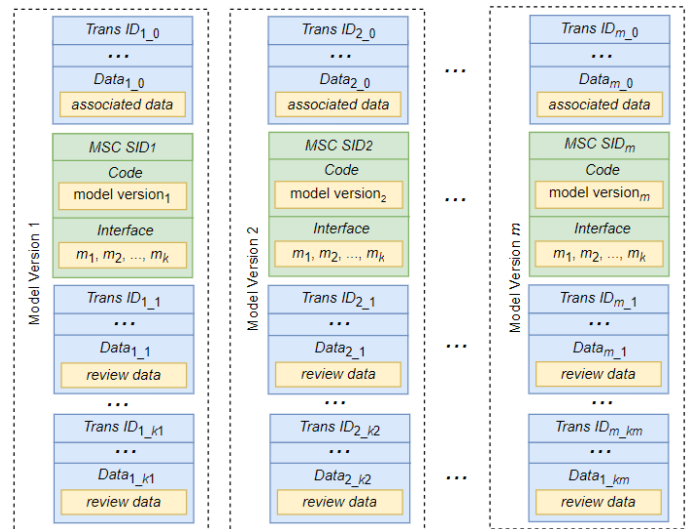 Model Version 1
Trans ID1_0
...
Data1_0
associated data
MSC SID1
Code
model version1
Interface
m1, m2, ..., mk
Trans ID1_1
...
Data1_1
review data
...
Trans ID1_k1
...
Data1_k1
review data
Model Version 2
Trans ID2_0
...
Data2_0
associated data
MSC SID2
Code
model version2
Interface
m1, m2, ..., mk
Trans ID2_1
...
Data2_1
review data
...
Trans ID2_k2
...
Data2_k2
review data
...
...
...
...
Model Version m
Trans IDm_0
...
Datam_0
associated data
MSC SIDm
Code
model versionm
Interface
m1, m2, ..., mk
Trans IDm_1
...
Datam_1
review data
...
Trans IDm_km
...
Data1_km
review data